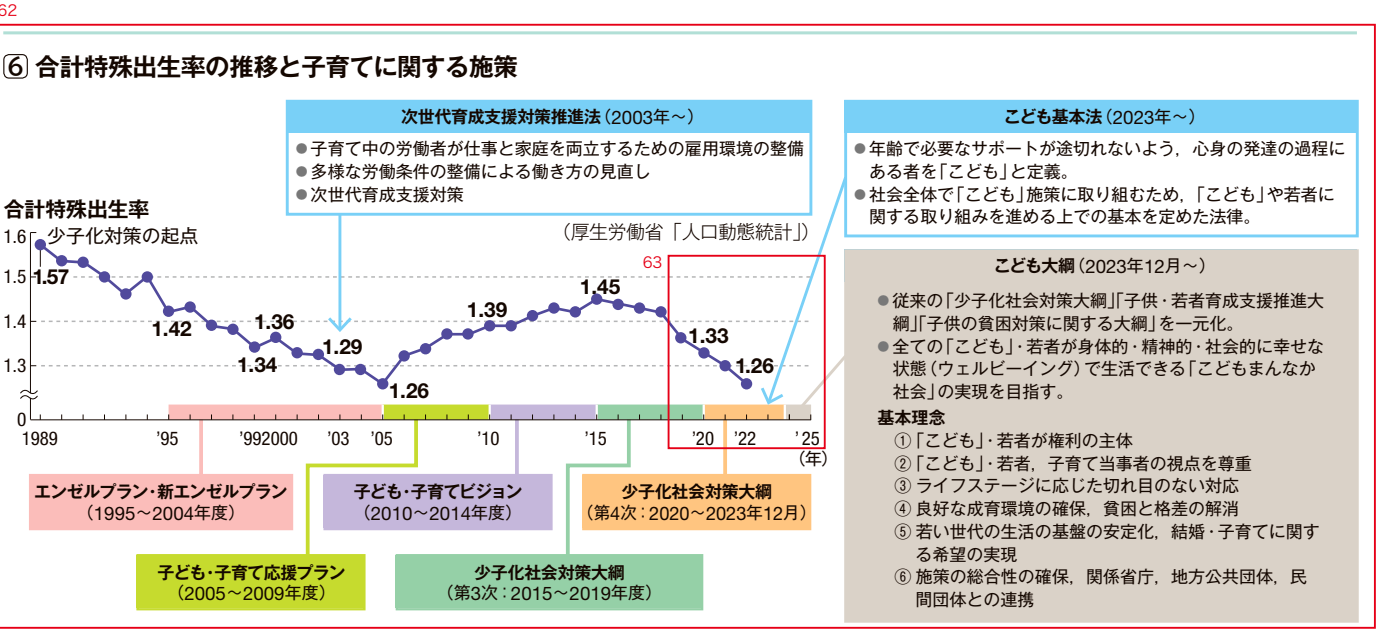 62
⑥ 合計特殊出生率の推移と子育てに関する施策
次世代育成支援対策推進法（2003年～）
●子育て中の労働者が仕事と家庭を両立するための雇用環境の整備
●多様な労働条件の整備による働き方の見直し
●次世代育成支援対策
こども基本法（2023年～）
●年齢で必要なサポートが途切れないよう，心身の発達の過程に
ある者を｢こども｣と定義。
●社会全体で｢こども｣施策に取り組むため，｢こども｣や若者に
関する取り組みを進める上での基本を定めた法律。
合計特殊出生率
（厚生労働省「人口動態統計」）
少子化対策の起点
1.6
1.5
1.4
1.3
0
1.57
1.42
1.34
1.36
1.29
1.26
1.39
1.45
63
1.33
1.26
1989
’95
’99
2000
’03
’05
’10
’15
’20
’22
’25
（年）
エンゼルプラン・新エンゼルプラン
（1995～2004年度）
子ども・子育てビジョン
（2010～2014年度）
少子化社会対策大綱
（第4次：2020～2023年12月）
子ども・子育て応援プラン
（2005～2009年度）
少子化社会対策大綱
（第3次：2015～2019年度）
こども大綱（2023年12月～）
●従来の｢少子化社会対策大綱｣｢子供・若者育成支援推進大
綱｣｢子供の貧困対策に関する大綱｣を一元化。
●全ての｢こども｣・若者が身体的・精神的・社会的に幸せな
状態（ウェルビーイング）で生活できる｢こどもまんなか
社会｣の実現を目指す。
基本理念
①｢こども｣・若者が権利の主体
②｢こども｣・若者，子育て当事者の視点を尊重
③ライフステージに応じた切れ目のない対応
④良好な成育環境の確保，貧困と格差の解消
⑤若い世代の生活の基盤の安定化，結婚・子育てに関す
る希望の実現
⑥施策の総合性の確保，関係省庁，地方公共団体，民
間団体との連携